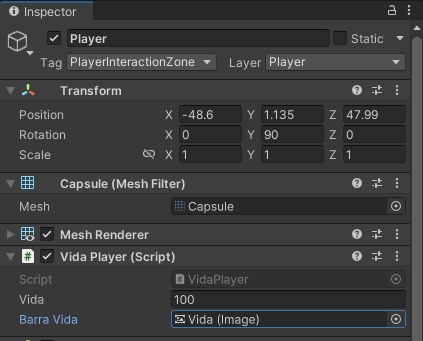 Inspector
Player
Static
Tag PlayerInteractionZone Layer Player
Transform
Position X -48.6 Y 1.135 Z 47.99
Rotation X 0 Y 90 Z 0
Scale X 1 Y 1 Z 1
Capsule (Mesh Filter)
Mesh Capsule
Mesh Renderer
# Vida Player (Script)
Script # VidaPlayer
Vida 100
Barra Vida Vida (Image)